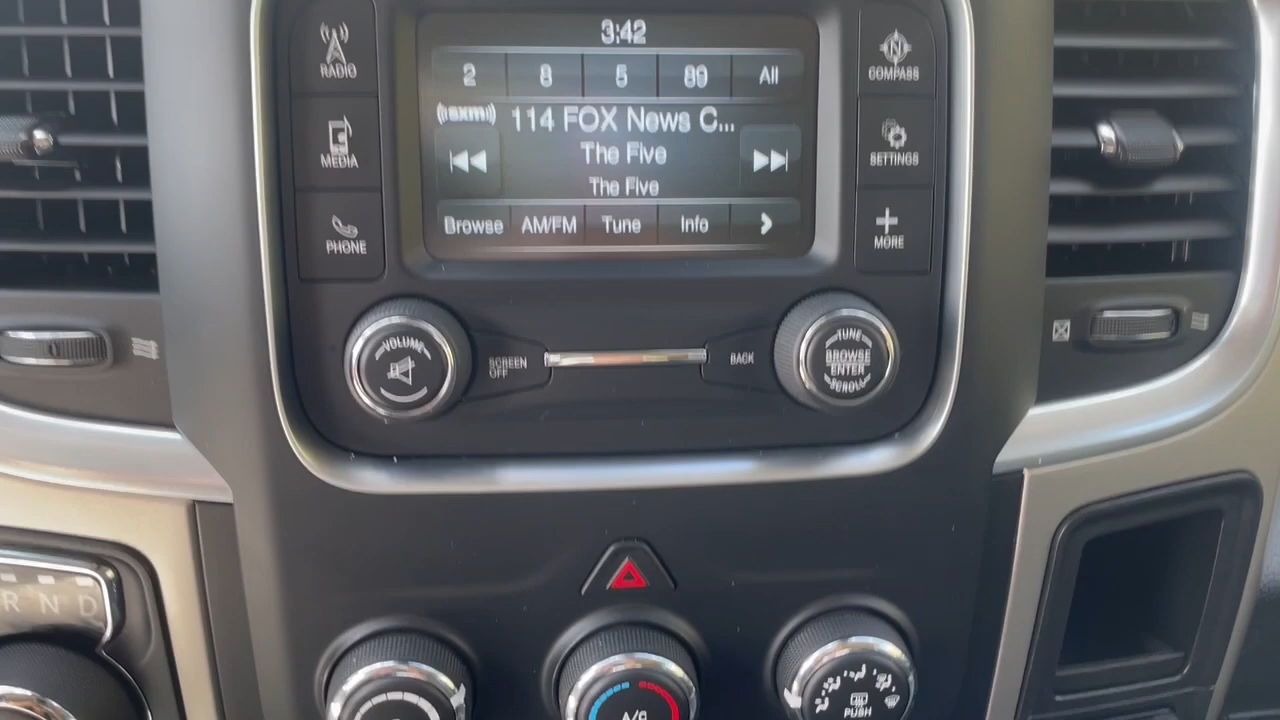 3:42
RADIO
2 8 5 89 All
COMPASS
((sxm))
114 FOX News C...
MEDIA
The Five
SETTINGS
The Five
PHONE
Browse AM/FM Tune Info
MORE
VOLUME
SCREEN
OFF
BACK
TUNE
BROWSE
ENTER
SCROLL
R N D
A/C
PUSH